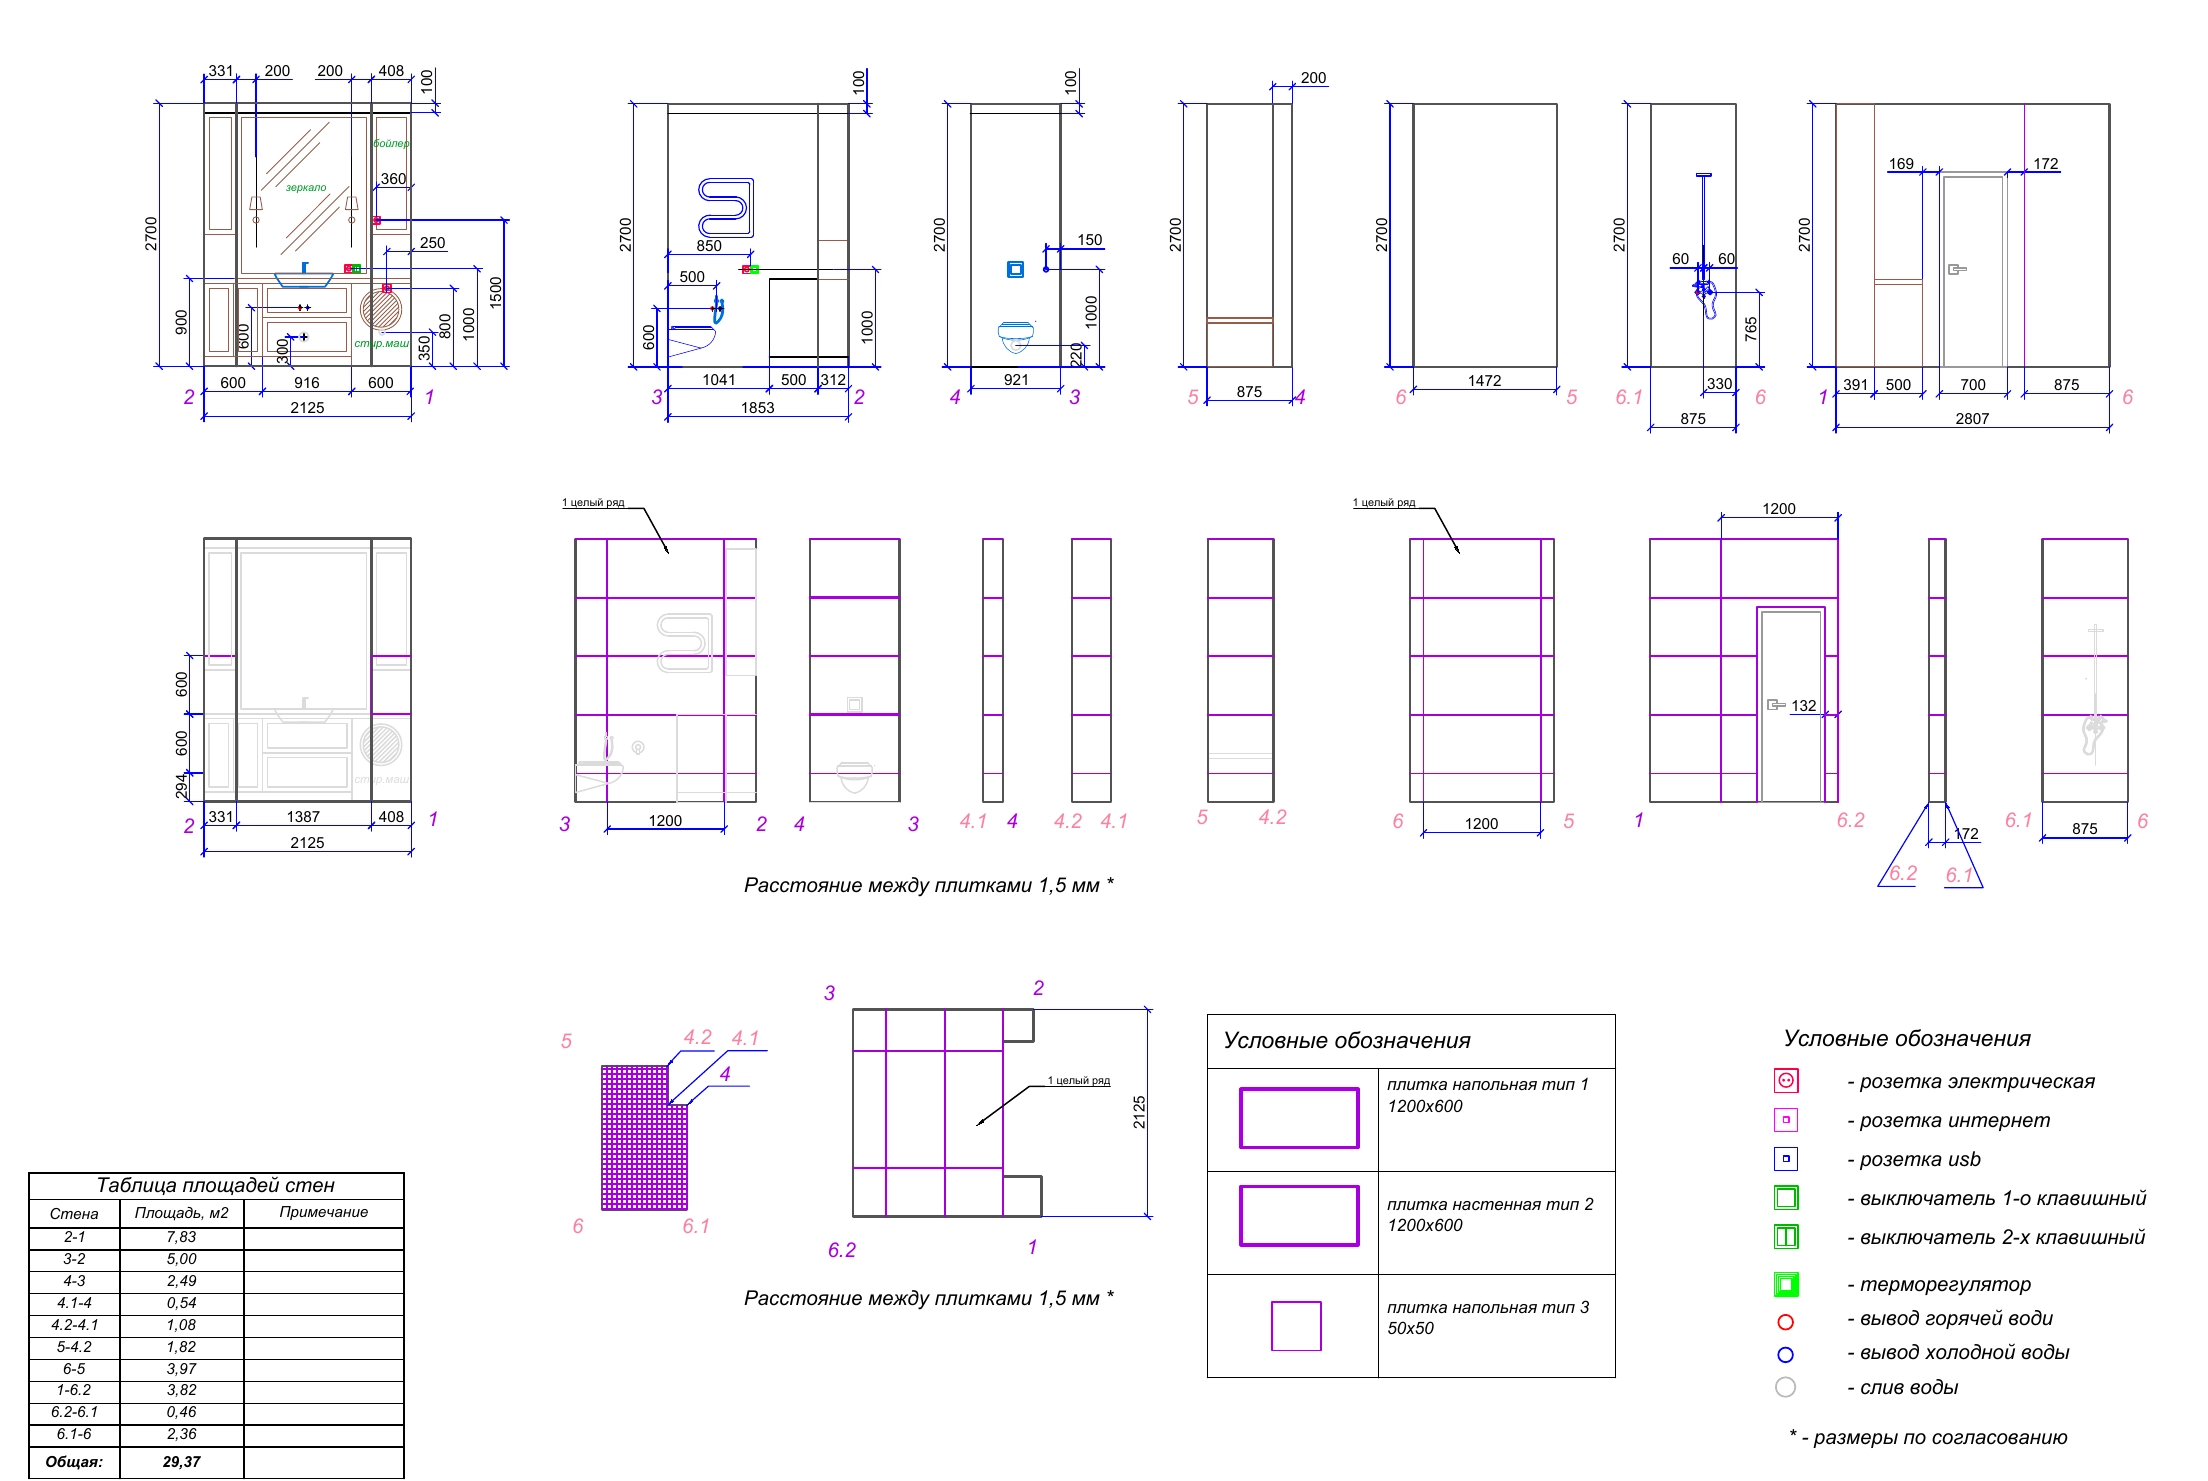 331 200 200 408 100
бойлер
360
зеркало
2700
250
1500
900 600 300 350 800 1000
стир.маш
600 916 600
2 1
2125
100
2700
850
500
600 1000
1041 500 312
3 2
1853
100
2700
150
1000
220
921
4 3
200
2700
5 875 4
2700
1472
6 5
2700
60 60
765
330
6.1 6
875
2700
169 172
391 500 700 875
1 6
2807
600
600
294
стир.маш
331 1387 408
2 1
2125
1 целый ряд
3 1200 2
4 3
4.1 4
4.2 4.1
5 4.2
1 целый ряд
6 1200 5
1200
132
1 6.2
172
6.2 6.1
6.1 875 6
Расстояние между плитками 1,5 мм *
5 4.2 4.1
4
6 6.1
3 2
1 целый ряд
2125
6.2 1
Расстояние между плитками 1,5 мм *
Условные обозначения
плитка напольная тип 1
1200х600
плитка настенная тип 2
1200х600
плитка напольная тип 3
50х50
Условные обозначения
- розетка электрическая
- розетка интернет
- розетка usb
- выключатель 1-о клавишный
- выключатель 2-х клавишный
- терморегулятор
- вывод горячей води
- вывод холодной воды
- слив воды
* - размеры по согласованию
Таблица площадей стен
Стена Площадь, м2 Примечание
2-1 7,83
3-2 5,00
4-3 2,49
4.1-4 0,54
4.2-4.1 1,08
5-4.2 1,82
6-5 3,97
1-6.2 3,82
6.2-6.1 0,46
6.1-6 2,36
Общая: 29,37